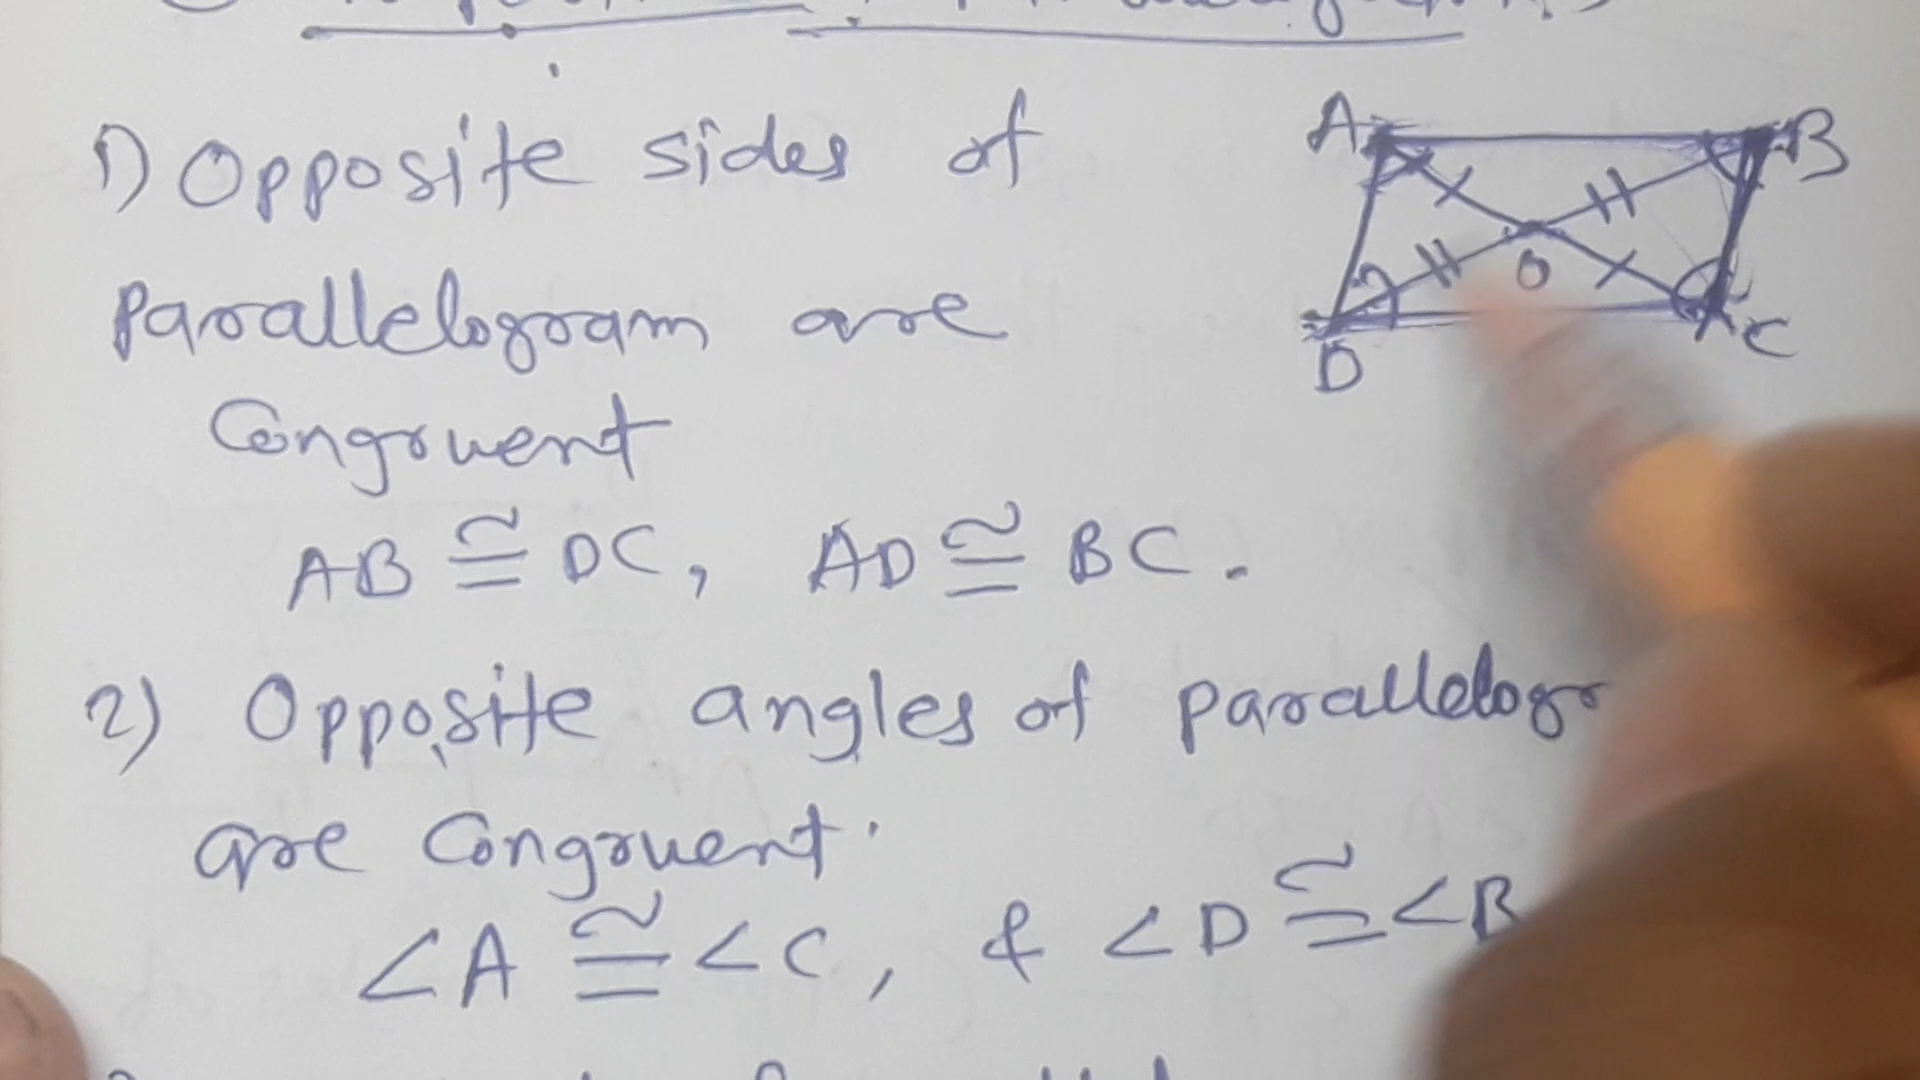 1) Opposite sides of
Parallelogram are
Congruent
AB ≅ DC, AD ≅ BC.
2) Opposite angles of parallelogr
are Congruent.
∠A ≅ ∠C, & ∠D ≅ ∠B
A
B
O
D
C